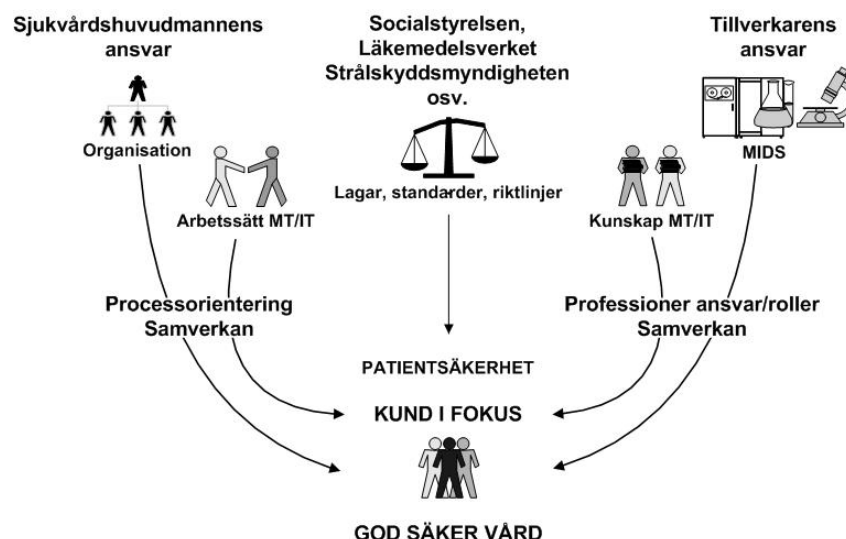 Sjukvårdshuvudmannens
ansvar
Organisation
Arbetssätt MT/IT
Processorientering
Samverkan
Socialstyrelsen,
Läkemedelsverket
Strålskyddsmyndigheten
osv.
Lagar, standarder, riktlinjer
Tillverkarens
ansvar
MIDS
Kunskap MT/IT
Professioner ansvar/roller
Samverkan
PATIENTSÄKERHET
KUND I FOKUS
GOD SÄKER VÅRD